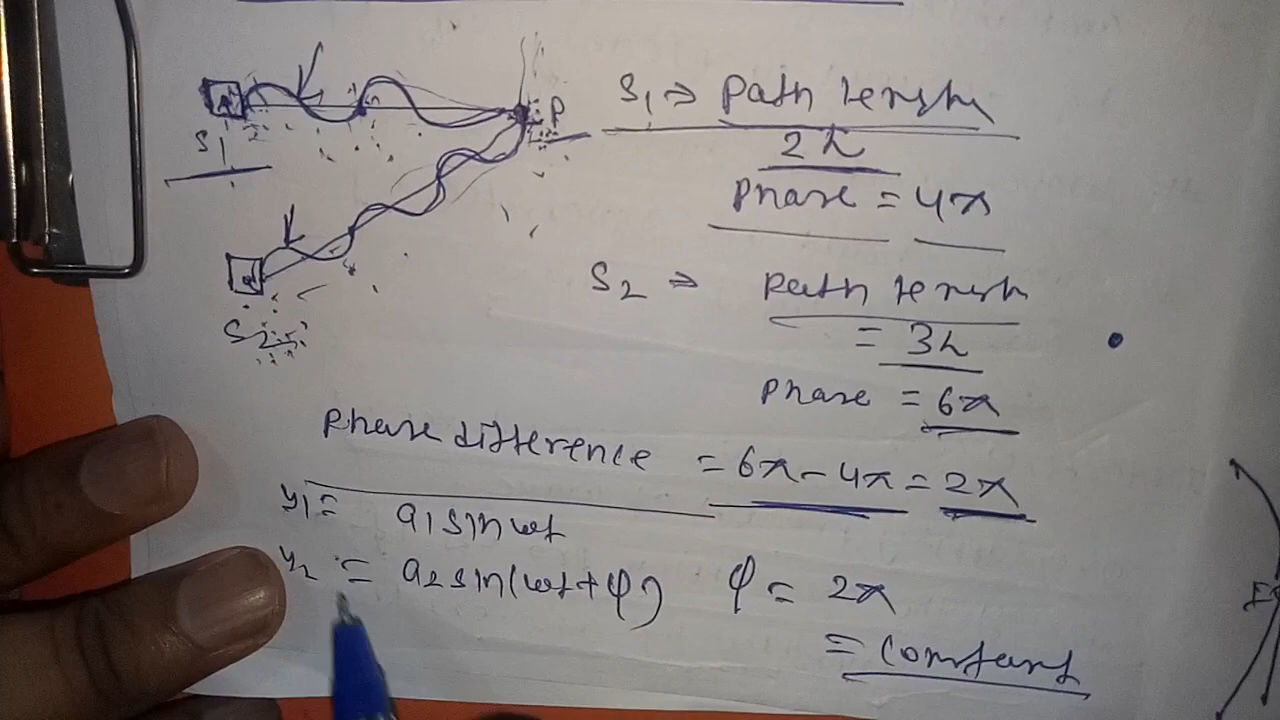 S1 ⇒ Path length
2λ
Phase = 4π
P
S1
S2 ⇒ Path length
= 3λ
Phase = 6π
S2
Phase difference = 6π - 4π = 2π
y1 = a1 sin ωt
y2 = a2 sin(ωt + φ) φ = 2π
= constant